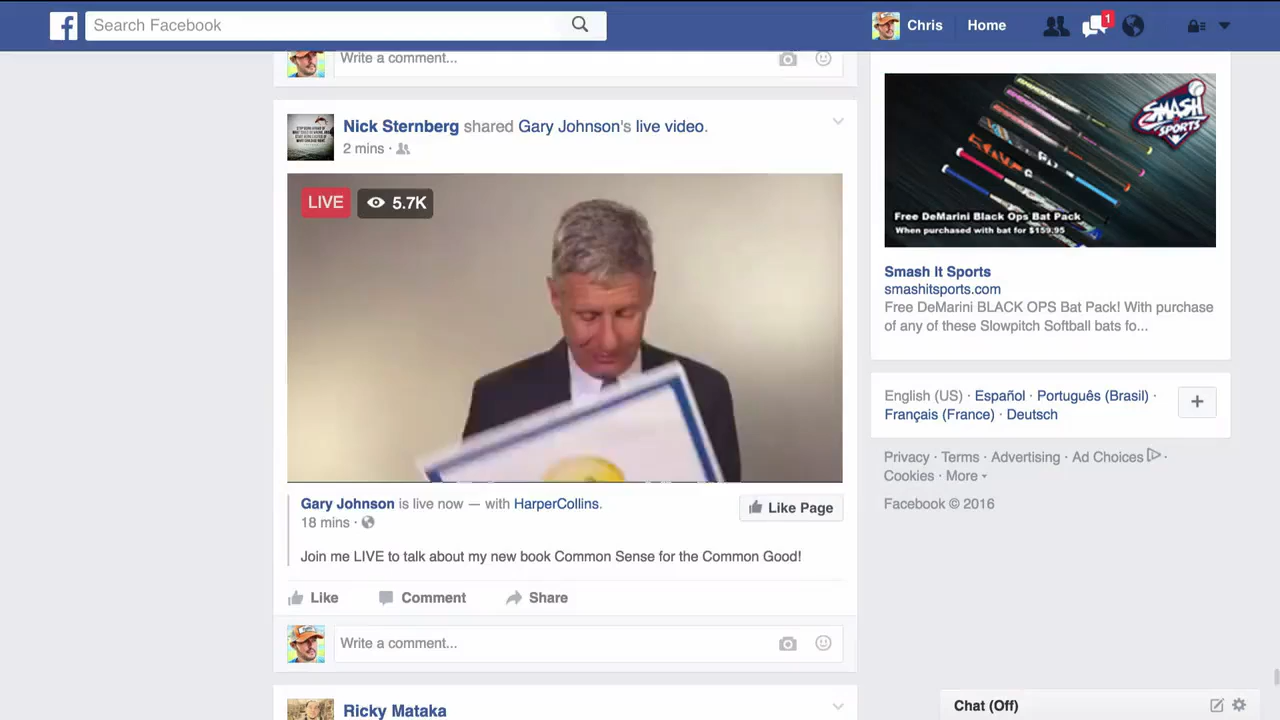 Search Facebook
Chris
Home
1
Write a comment...
Nick Sternberg shared Gary Johnson's live video.
2 mins ·
LIVE
5.7K
Gary Johnson is live now — with HarperCollins.
18 mins ·
Like Page
Join me LIVE to talk about my new book Common Sense for the Common Good!
Like
Comment
Share
Write a comment...
Ricky Mataka
SMASH
SPORTS
Free DeMarini Black Ops Bat Pack
When purchased with bat for $159.95
Smash It Sports
smashitsports.com
Free DeMarini BLACK OPS Bat Pack! With purchase
of any of these Slowpitch Softball bats fo...
English (US) · Español · Português (Brasil) ·
Français (France) · Deutsch
+
Privacy · Terms · Advertising · Ad Choices ·
Cookies · More
Facebook © 2016
Chat (Off)